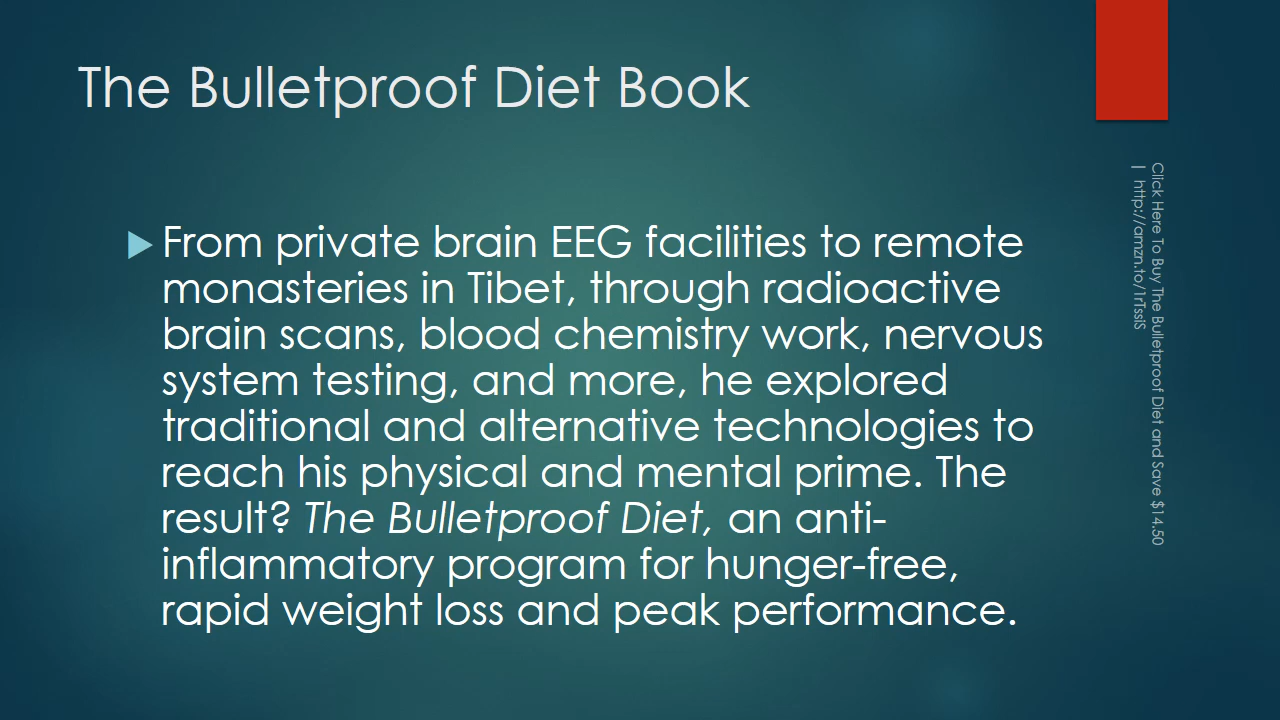 The Bulletproof Diet Book
From private brain EEG facilities to remote
monasteries in Tibet, through radioactive
brain scans, blood chemistry work, nervous
system testing, and more, he explored
traditional and alternative technologies to
reach his physical and mental prime. The
result? The Bulletproof Diet, an anti-
inflammatory program for hunger-free,
rapid weight loss and peak performance.
Click Here To Buy The Bulletproof Diet and Save $14.50
| http://amzn.to/1rTssiS